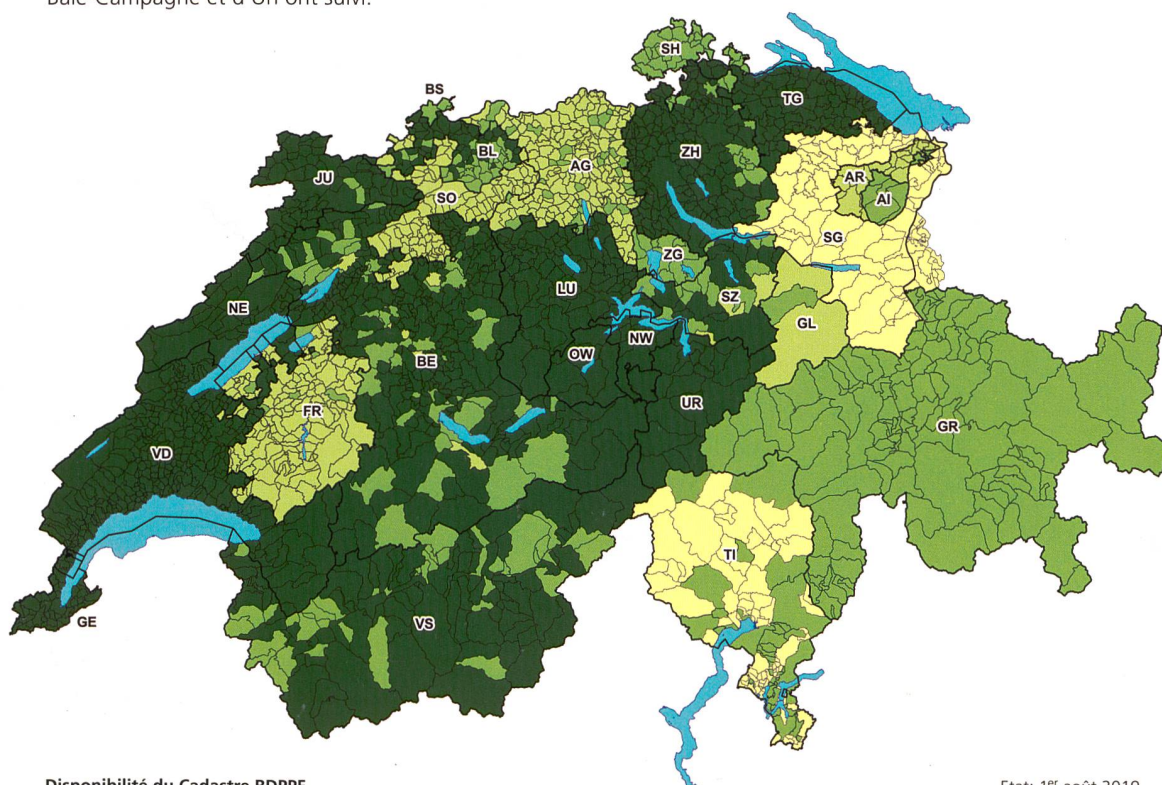 Bâle-Campagne et d'Uri ont suivi.
SH
BS
TG
BL
AG
ZH
JU
AR
SO
AI
SG
ZG
LU
SZ
NE
GL
NW
OW
BE
UR
FR
GR
VD
TI
GE
VS
Disponibilité du Cadastre RDPPF
Etat: 1er août 2019